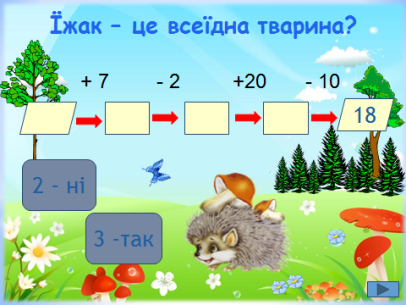 Їжак – це всеїдна тварина?
+ 7 - 2 +20 - 10
18
2 - ні
3 -так